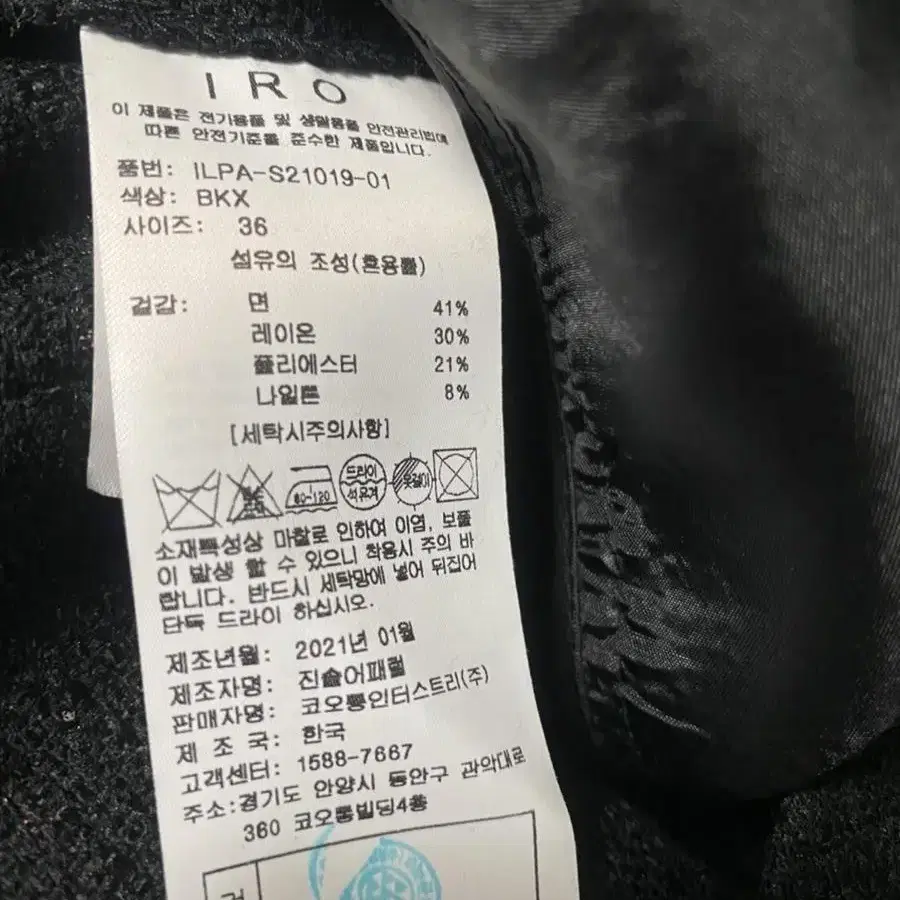 IRO
이 제품은 전기용품 및 생활용품 안전관리법에
따른 안전기준을 준수한 제품입니다.
품번: ILPA-S21019-01
색상: BKX
사이즈: 36
섬유의 조성(혼용률)
겉감: 면 41%
레이온 30%
폴리에스터 21%
나일론 8%
[세탁시주의사항]
80-120 드라이 석유계 옷걸이
소재특성상 마찰로 인하여 이염, 보풀
이 발생 할 수 있으니 착용시 주의 바
랍니다. 반드시 세탁망에 넣어 뒤집어
단독 드라이 하십시오.
제조년월: 2021년 01월
제조자명: 진솔어패럴
판매자명: 코오롱인더스트리(주)
제 조 국: 한국
고객센터: 1588-7667
주소:경기도 안양시 동안구 관악대로
360 코오롱빌딩4층